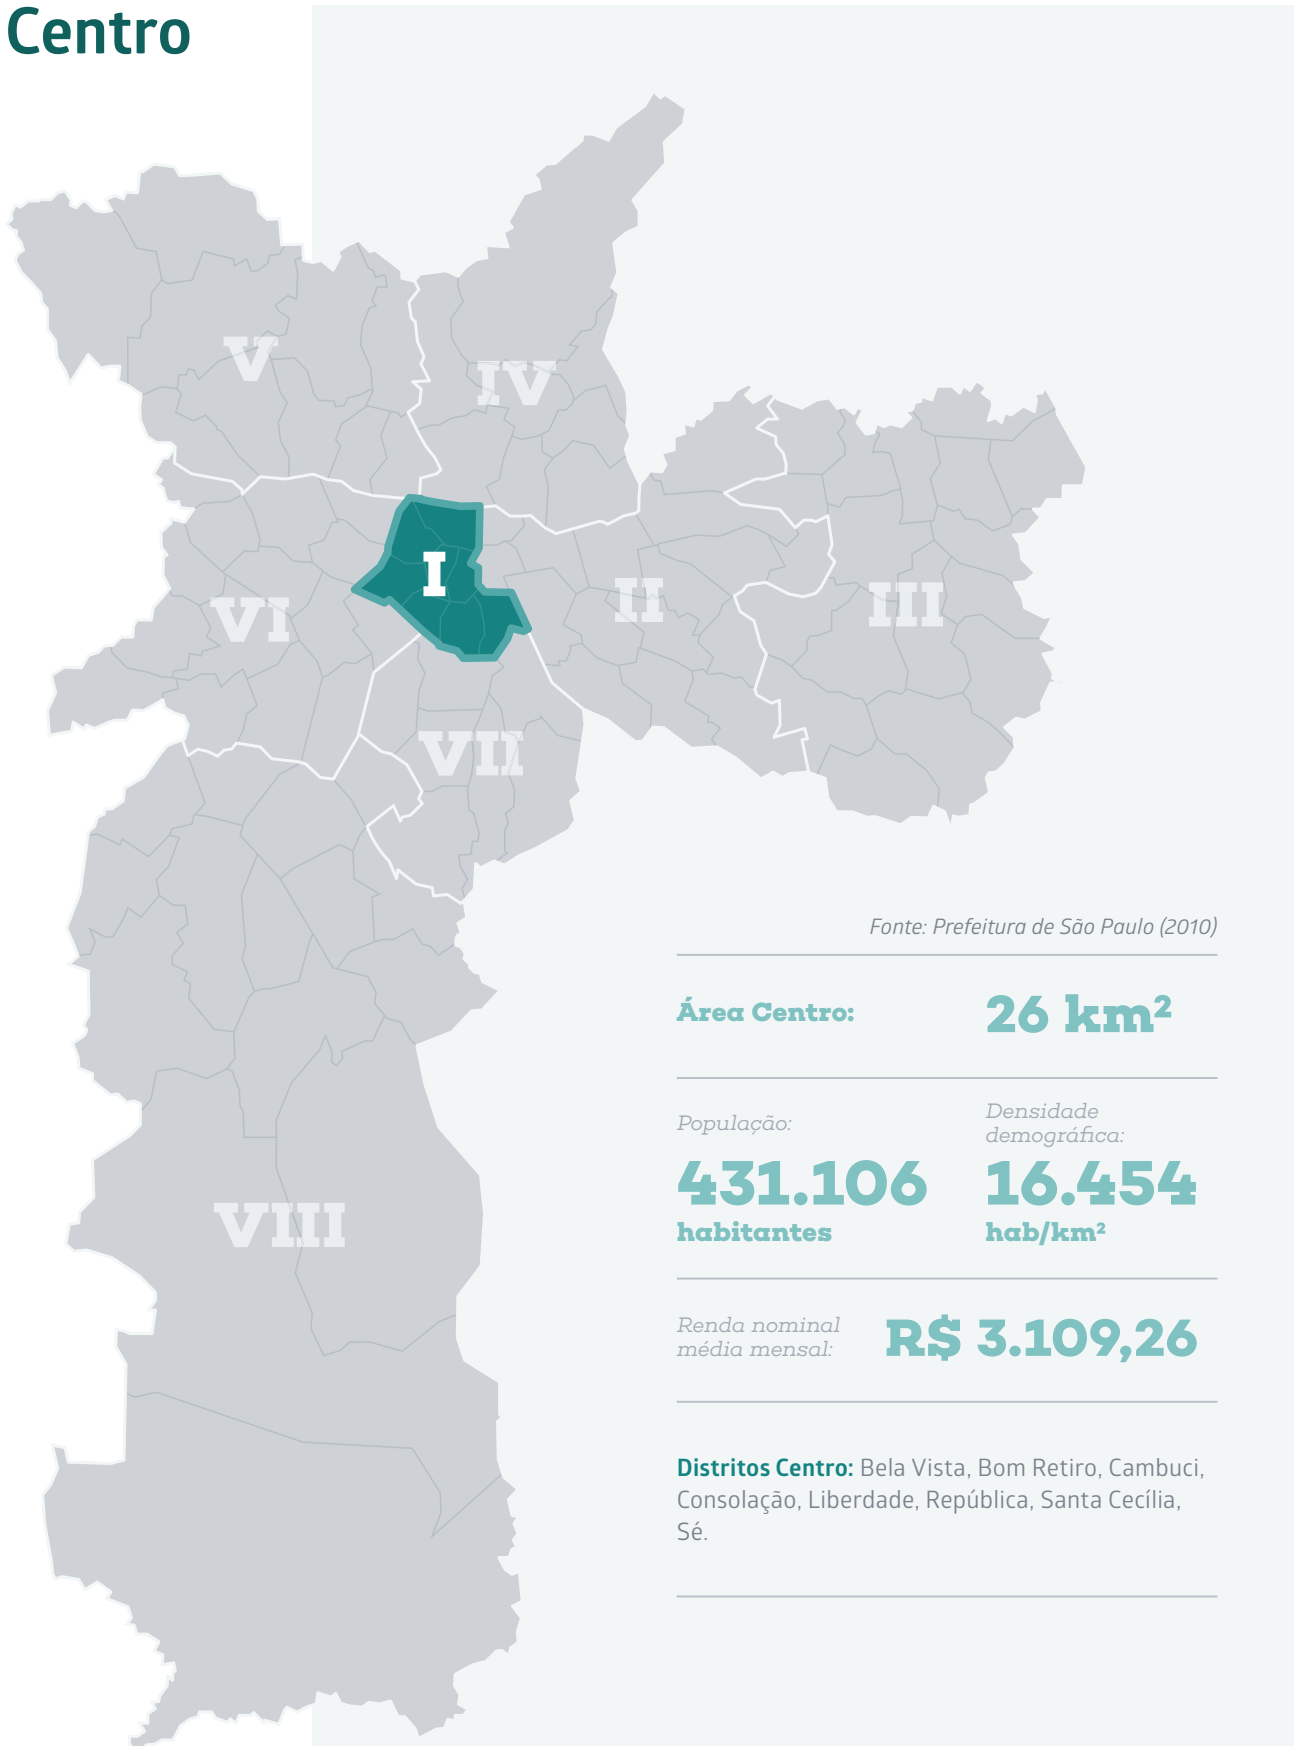 Centro
V
IV
I
II
III
VI
VII
VIII
Fonte: Prefeitura de São Paulo (2010)
Área Centro:
26 km²
População:
431.106
habitantes
Densidade
demográfica:
16.454
hab/km²
Renda nominal
média mensal:
R$ 3.109,26
Distritos Centro: Bela Vista, Bom Retiro, Cambuci,
Consolação, Liberdade, República, Santa Cecília,
Sé.